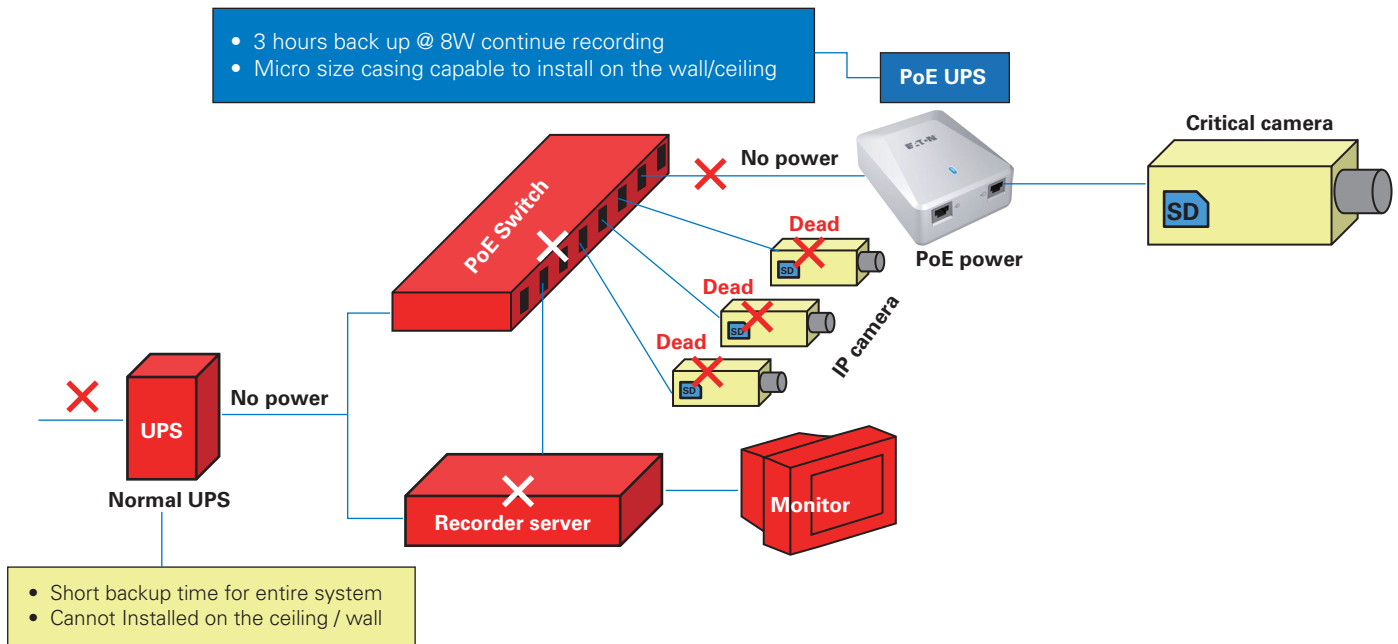 • 3 hours back up @ 8W continue recording
• Micro size casing capable to install on the wall/ceiling
PoE UPS
Critical camera
E·T·N
No power
SD
PoE Switch
Dead
SD
PoE power
Dead
SD
IP camera
Dead
SD
No power
UPS
Normal UPS
Recorder server
Monitor
• Short backup time for entire system
• Cannot Installed on the ceiling / wall